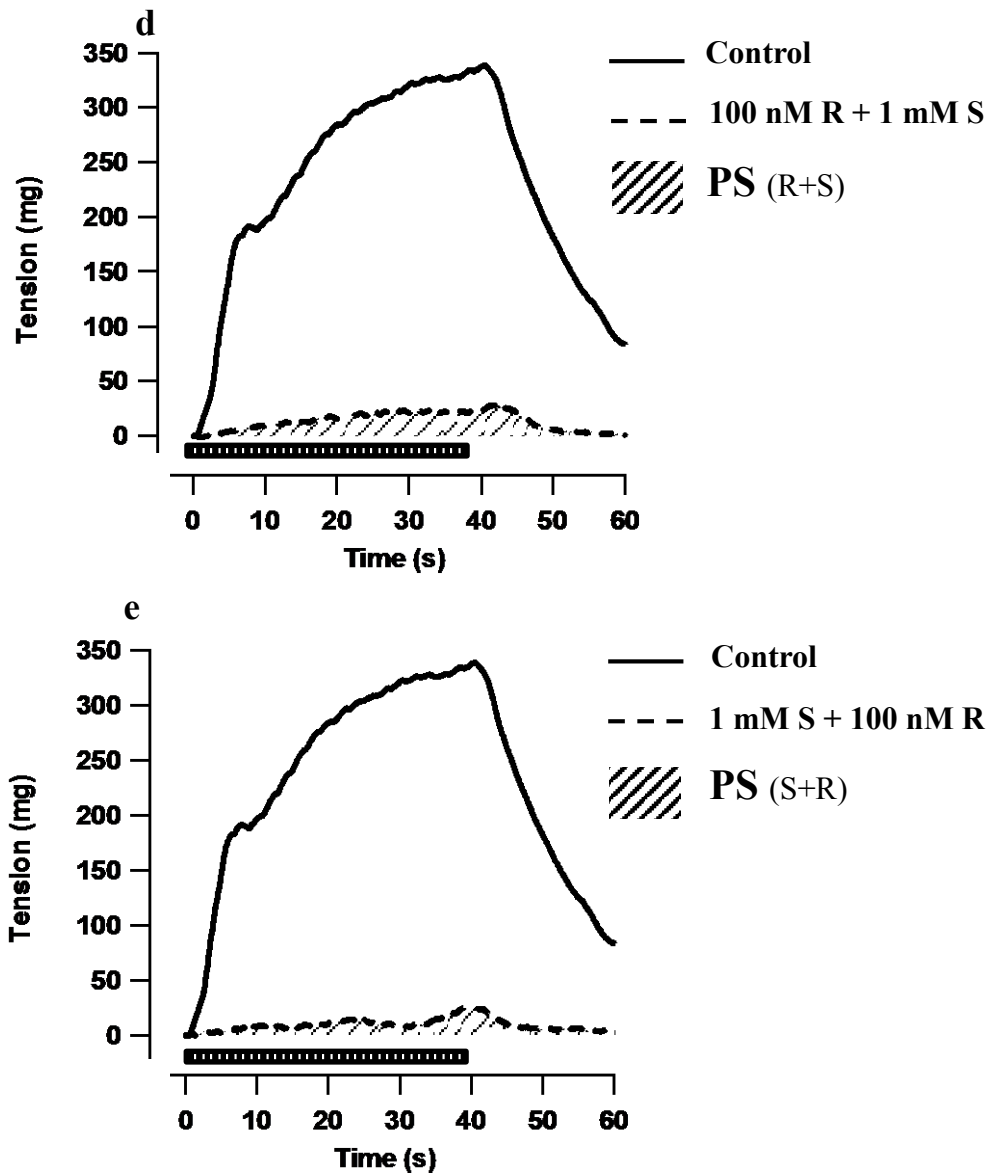 d
350
300
250
200
150
100
50
0
Tension (mg)
0 10 20 30 40 50 60
Time (s)
Control
100 nM R + 1 mM S
PS (R+S)
e
350
300
250
200
150
100
50
0
Tension (mg)
0 10 20 30 40 50 60
Time (s)
Control
1 mM S + 100 nM R
PS (S+R)